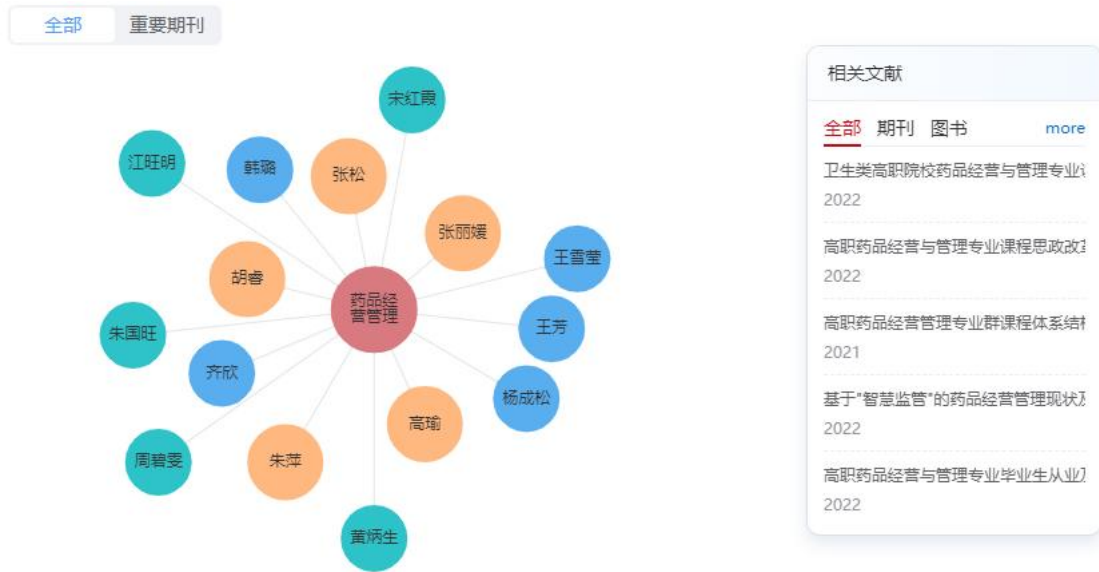 全部 重要期刊
宋红霞
江旺明
韩璐
张松
张丽媛
王雪莹
胡睿
药品经
营管理
王芳
朱国旺
齐欣
杨成松
高瑜
周碧雯
朱萍
黄炳生
相关文献
全部 期刊 图书 more
卫生类高职院校药品经营与管理专业
2022
高职药品经营与管理专业课程思政改
2022
高职药品经营管理专业群课程体系结
2021
基于"智慧监管"的药品经营管理现状及
2022
高职药品经营与管理专业毕业生从业及
2022